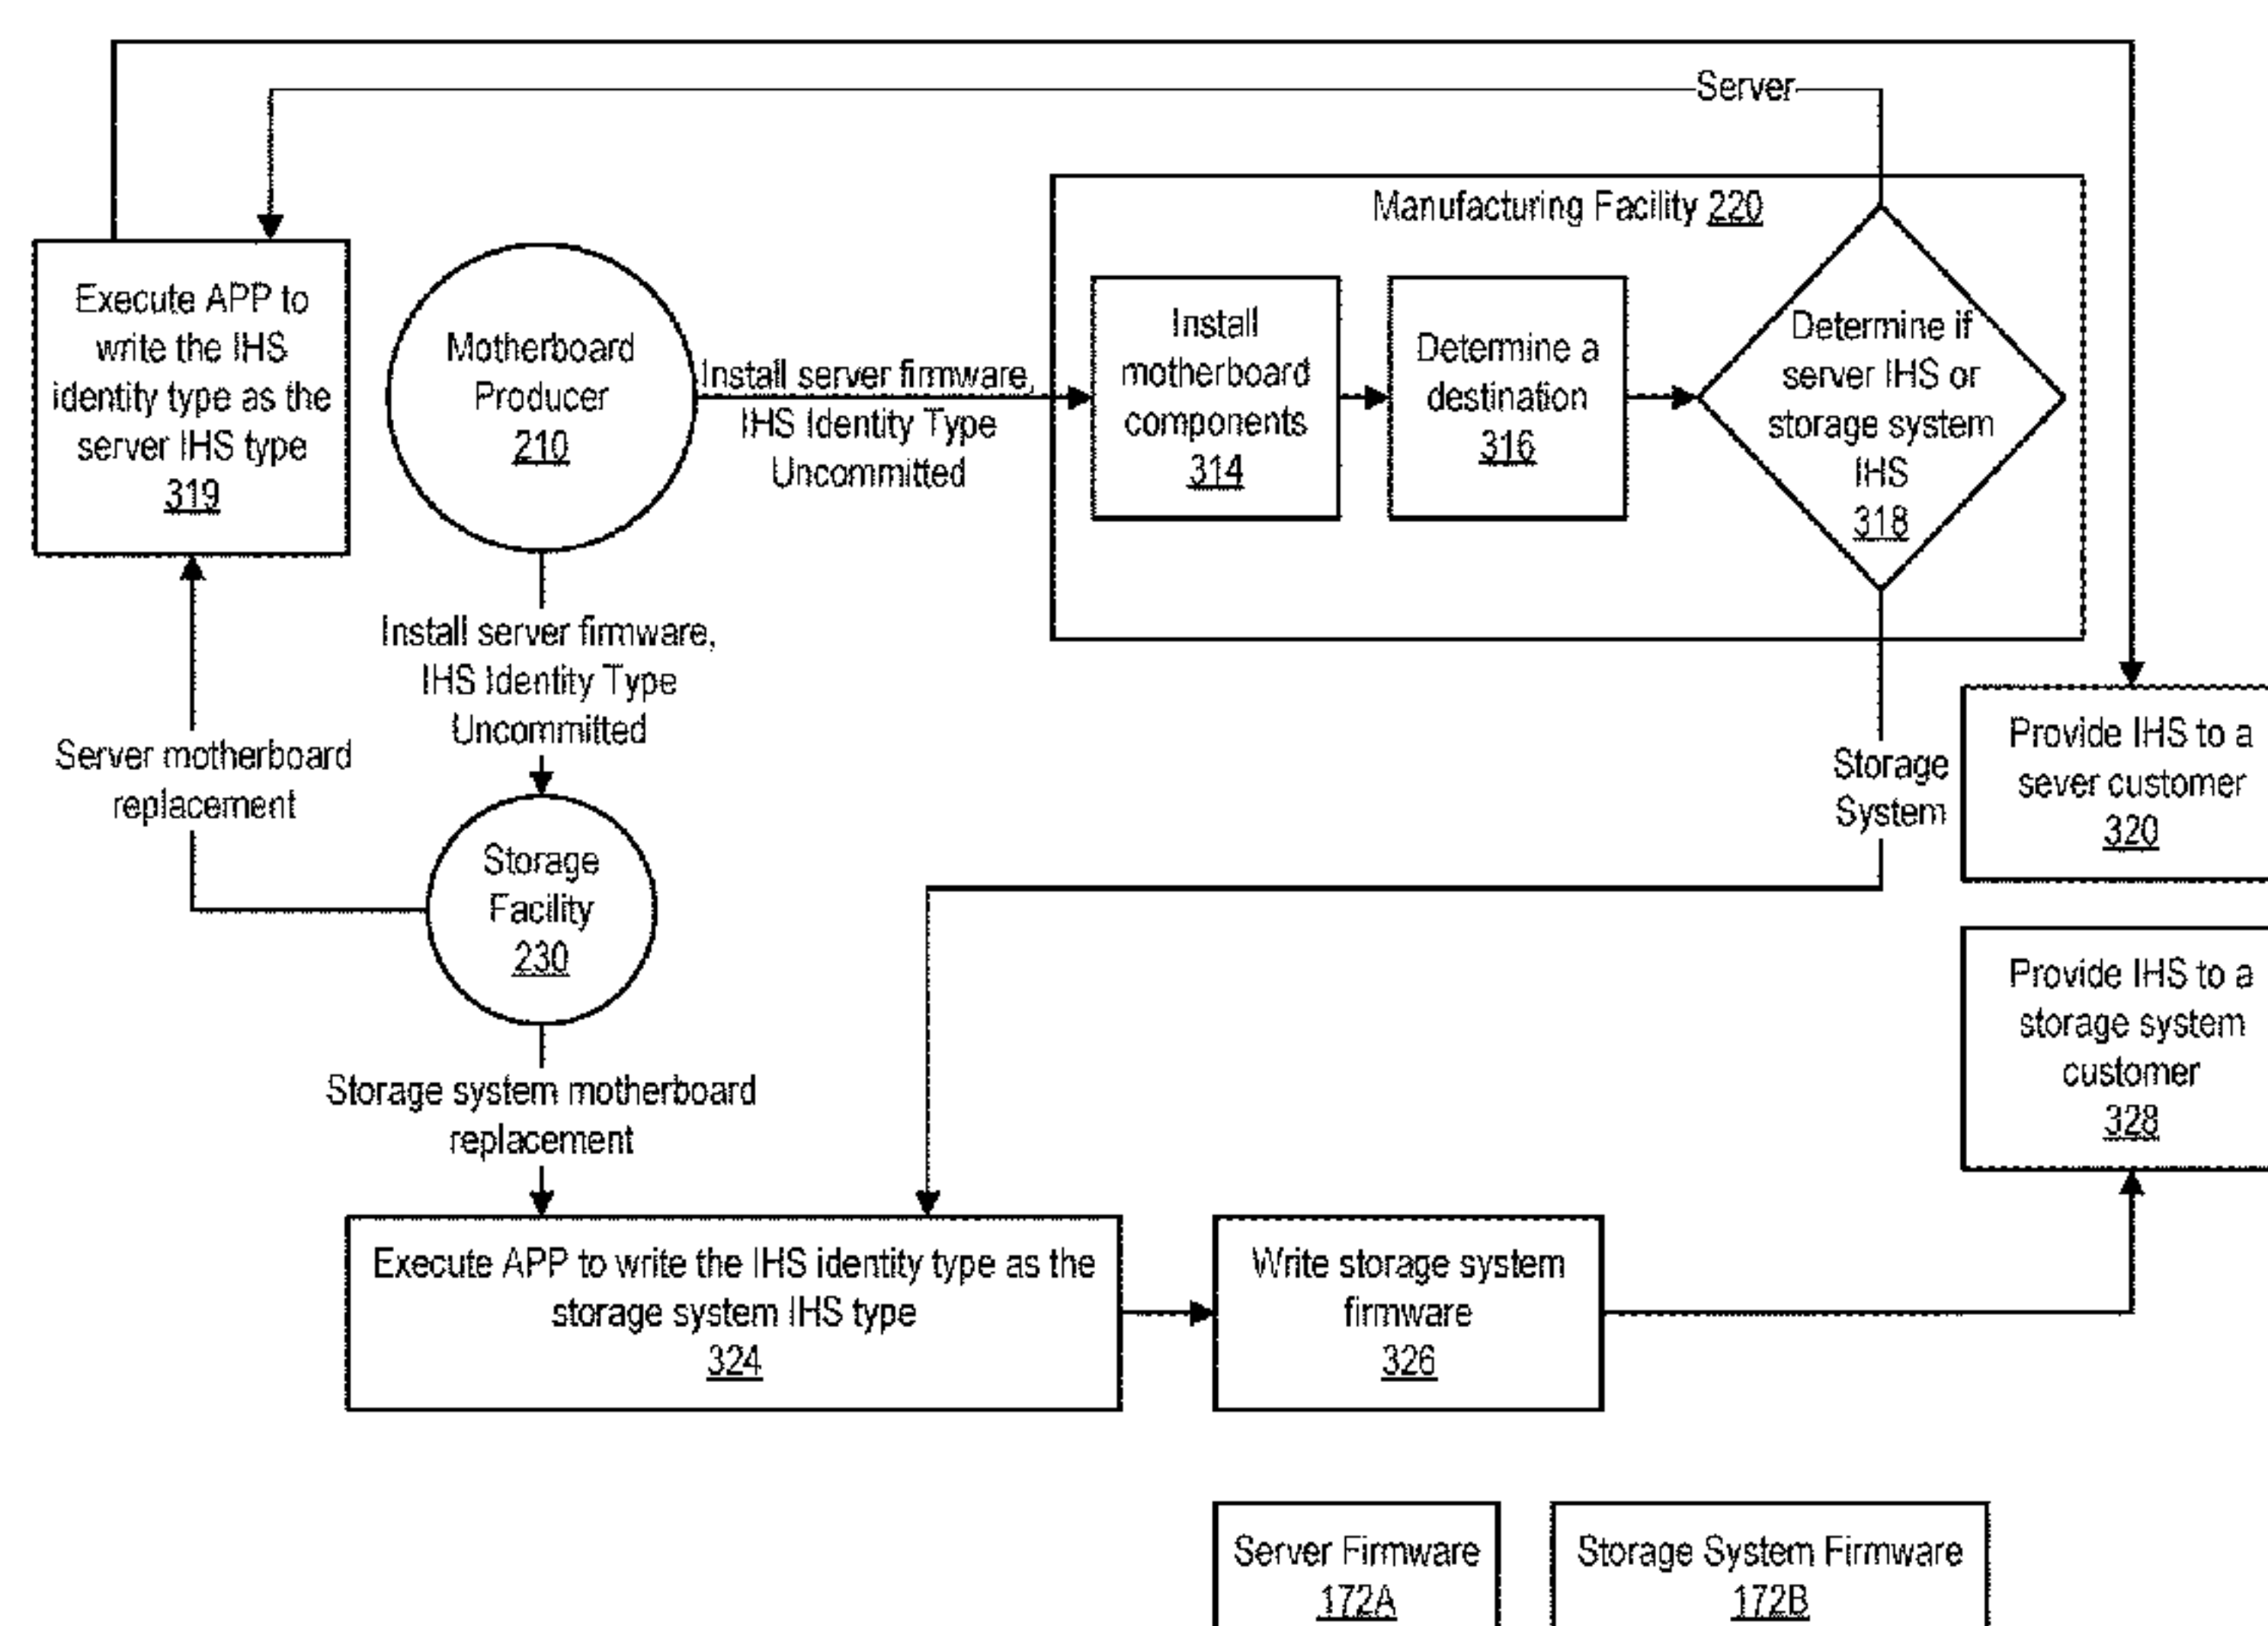 Server
Manufacturing Facility 220
Execute APP to
write the IHS
identity type as the
server IHS type
319
Motherboard
Producer
210
Install server firmware,
IHS Identity Type
Uncommitted
Install
motherboard
components
314
Determine a
destination
316
Determine if
server IHS or
storage system
IHS
318
Install server firmware,
IHS Identity Type
Uncommitted
Server motherboard
replacement
Storage
System
Provide IHS to a
sever customer
320
Storage
Facility
230
Provide IHS to a
storage system
customer
328
Storage system motherboard
replacement
Execute APP to write the IHS identity type as the
storage system IHS type
324
Write storage system
firmware
326
Server Firmware
172A
Storage System Firmware
172B